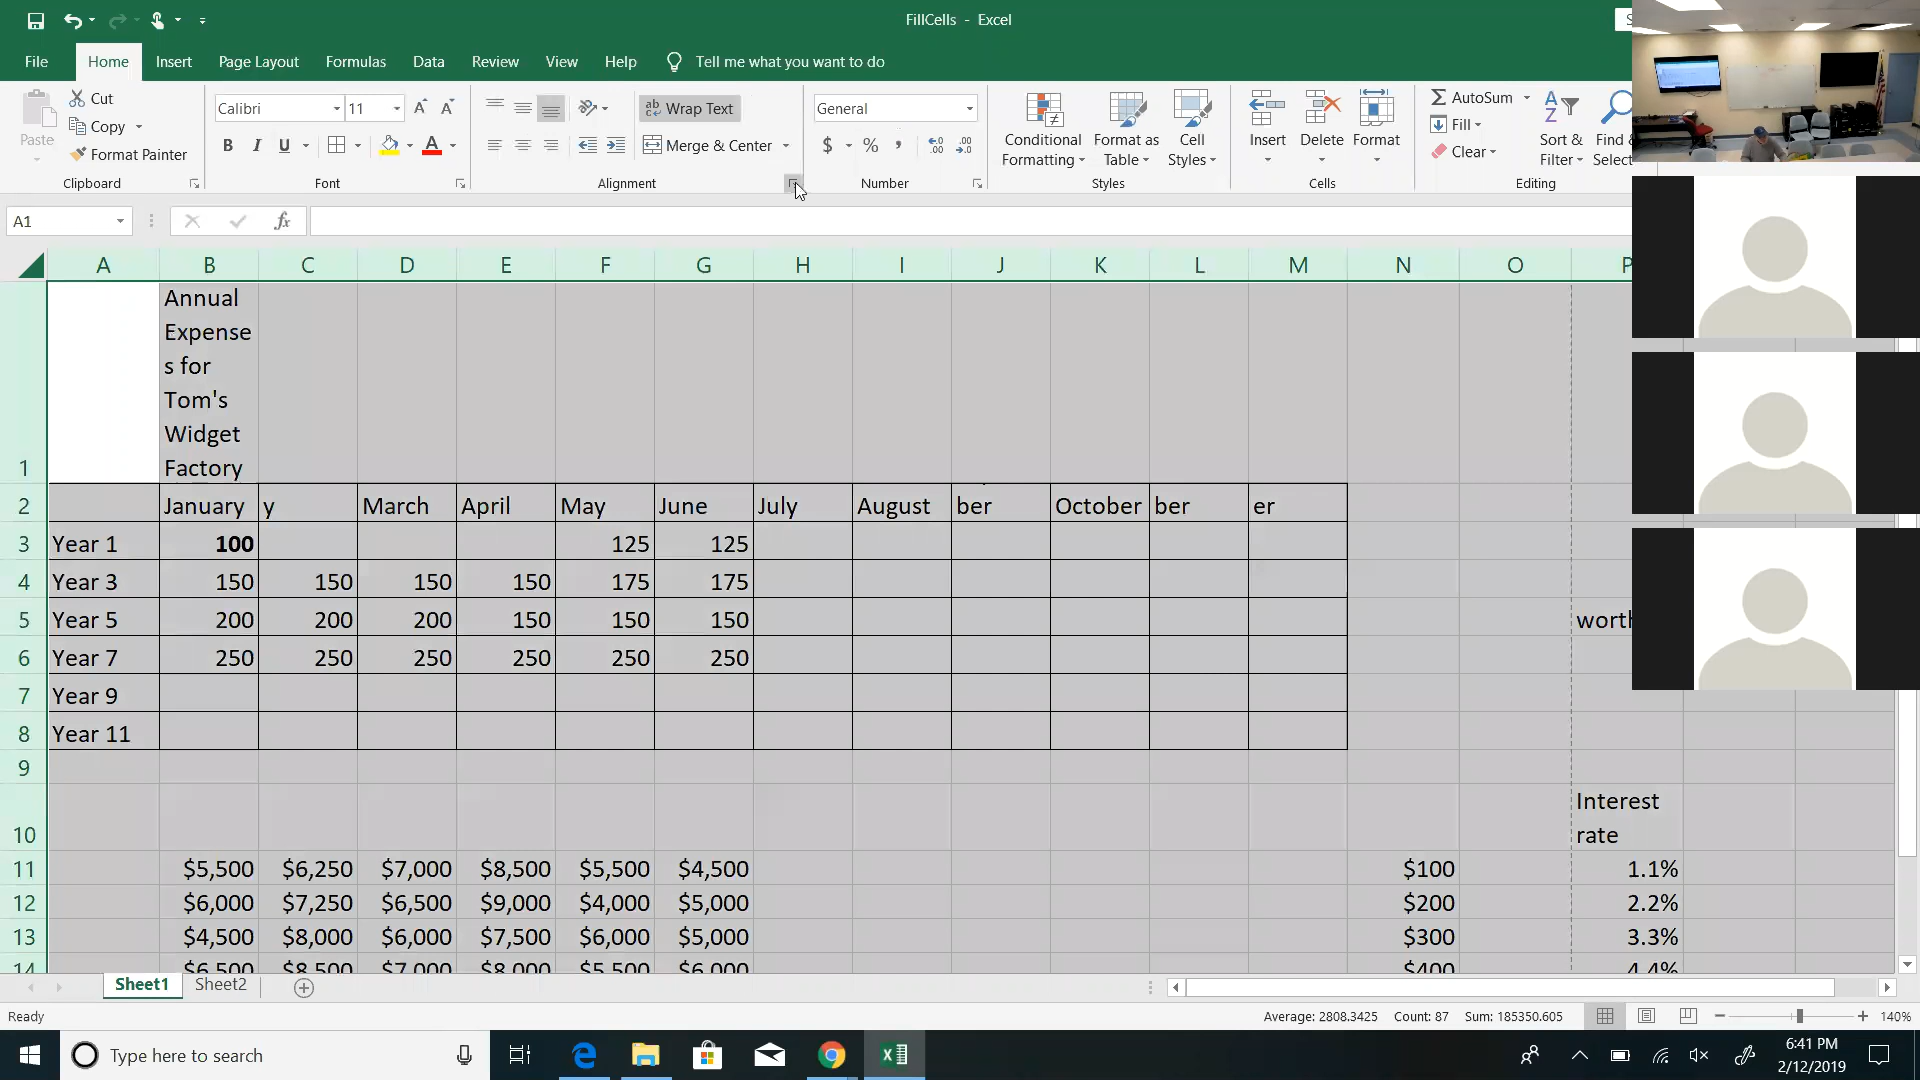 FillCells - Excel
File Home Insert Page Layout Formulas Data Review View Help Tell me what you want to do
Paste
Cut
Copy
Format Painter
Clipboard
Calibri 11
B I U
Font
Wrap Text
Merge & Center
Alignment
General
$ %
Number
Conditional Formatting
Format as Table
Cell Styles
Styles
Insert Delete Format
Cells
AutoSum
Fill
Clear
Sort & Filter
Find
Select
Editing
A1
A B C D E F G H I J K L M N O P
Annual
Expense
s for
Tom's
Widget
1 Factory
2 January y March April May June July August ber October ber er
3 Year 1 100 125 125
4 Year 3 150 150 150 150 175 175
5 Year 5 200 200 200 150 150 150 worth
6 Year 7 250 250 250 250 250 250
7 Year 9
8 Year 11
9
Interest
10 rate
11 $5,500 $6,250 $7,000 $8,500 $5,500 $4,500 $100 1.1%
12 $6,000 $7,250 $6,500 $9,000 $4,000 $5,000 $200 2.2%
13 $4,500 $8,000 $6,000 $7,500 $6,000 $5,000 $300 3.3%
14 $6,500 $8,500 $7,000 $8,000 $5,500 $6,000 $400 4.4%
Sheet1 Sheet2
Ready Average: 2808.3425 Count: 87 Sum: 185350.605 140%
Type here to search
6:41 PM
2/12/2019